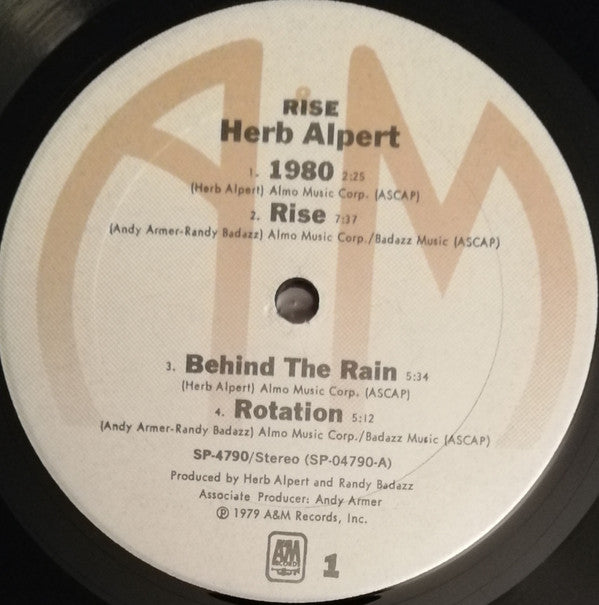 A&M
RISE
Herb Alpert
1. 1980 2:25
(Herb Alpert) Almo Music Corp. (ASCAP)
2. Rise 7:37
(Andy Armer-Randy Badazz) Almo Music Corp./Badazz Music (ASCAP)
3. Behind The Rain 5:34
(Herb Alpert) Almo Music Corp. (ASCAP)
4. Rotation 5:12
(Andy Armer-Randy Badazz) Almo Music Corp./Badazz Music (ASCAP)
SP-4790/Stereo (SP-04790-A)
Produced by Herb Alpert and Randy Badazz
Associate Producer: Andy Armer
℗ 1979 A&M Records, Inc.
A&M RECORDS 1